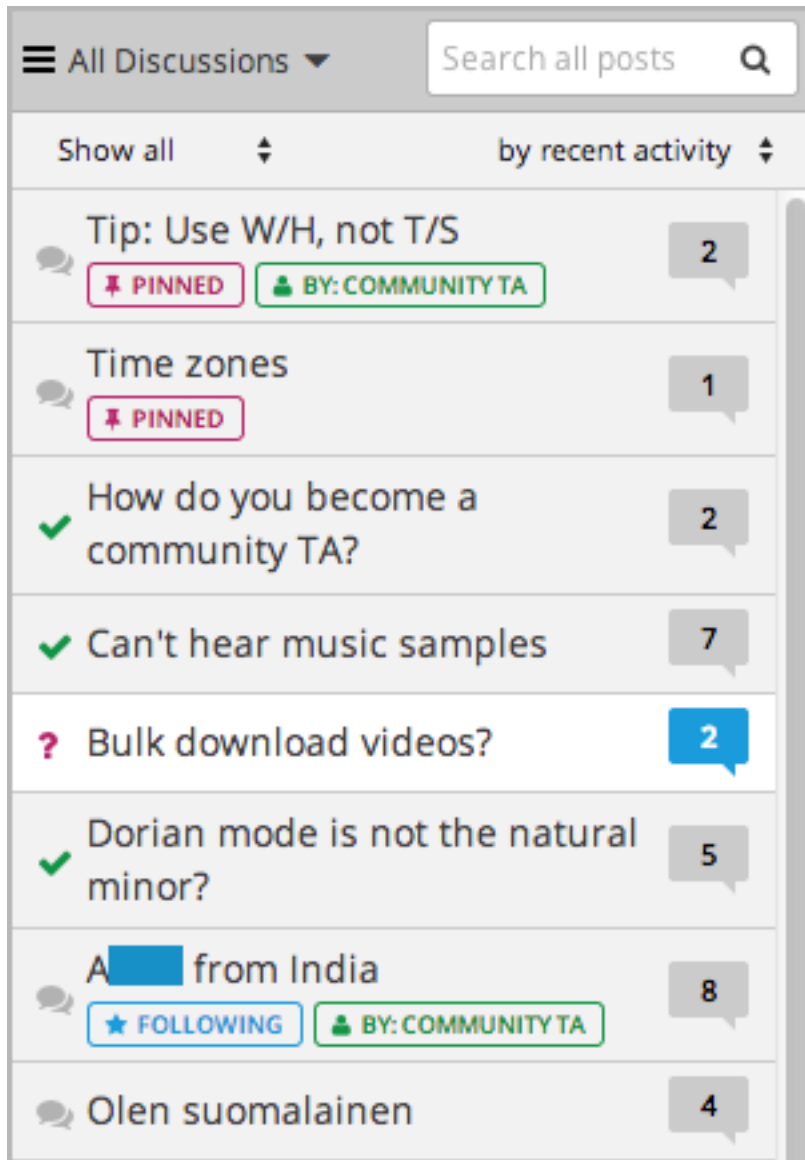 All Discussions
Search all posts
Show all
by recent activity
Tip: Use W/H, not T/S
2
PINNED
BY: COMMUNITY TA
Time zones
1
PINNED
How do you become a
community TA?
2
Can't hear music samples
7
Bulk download videos?
2
Dorian mode is not the natural
minor?
5
A from India
8
FOLLOWING
BY: COMMUNITY TA
Olen suomalainen
4